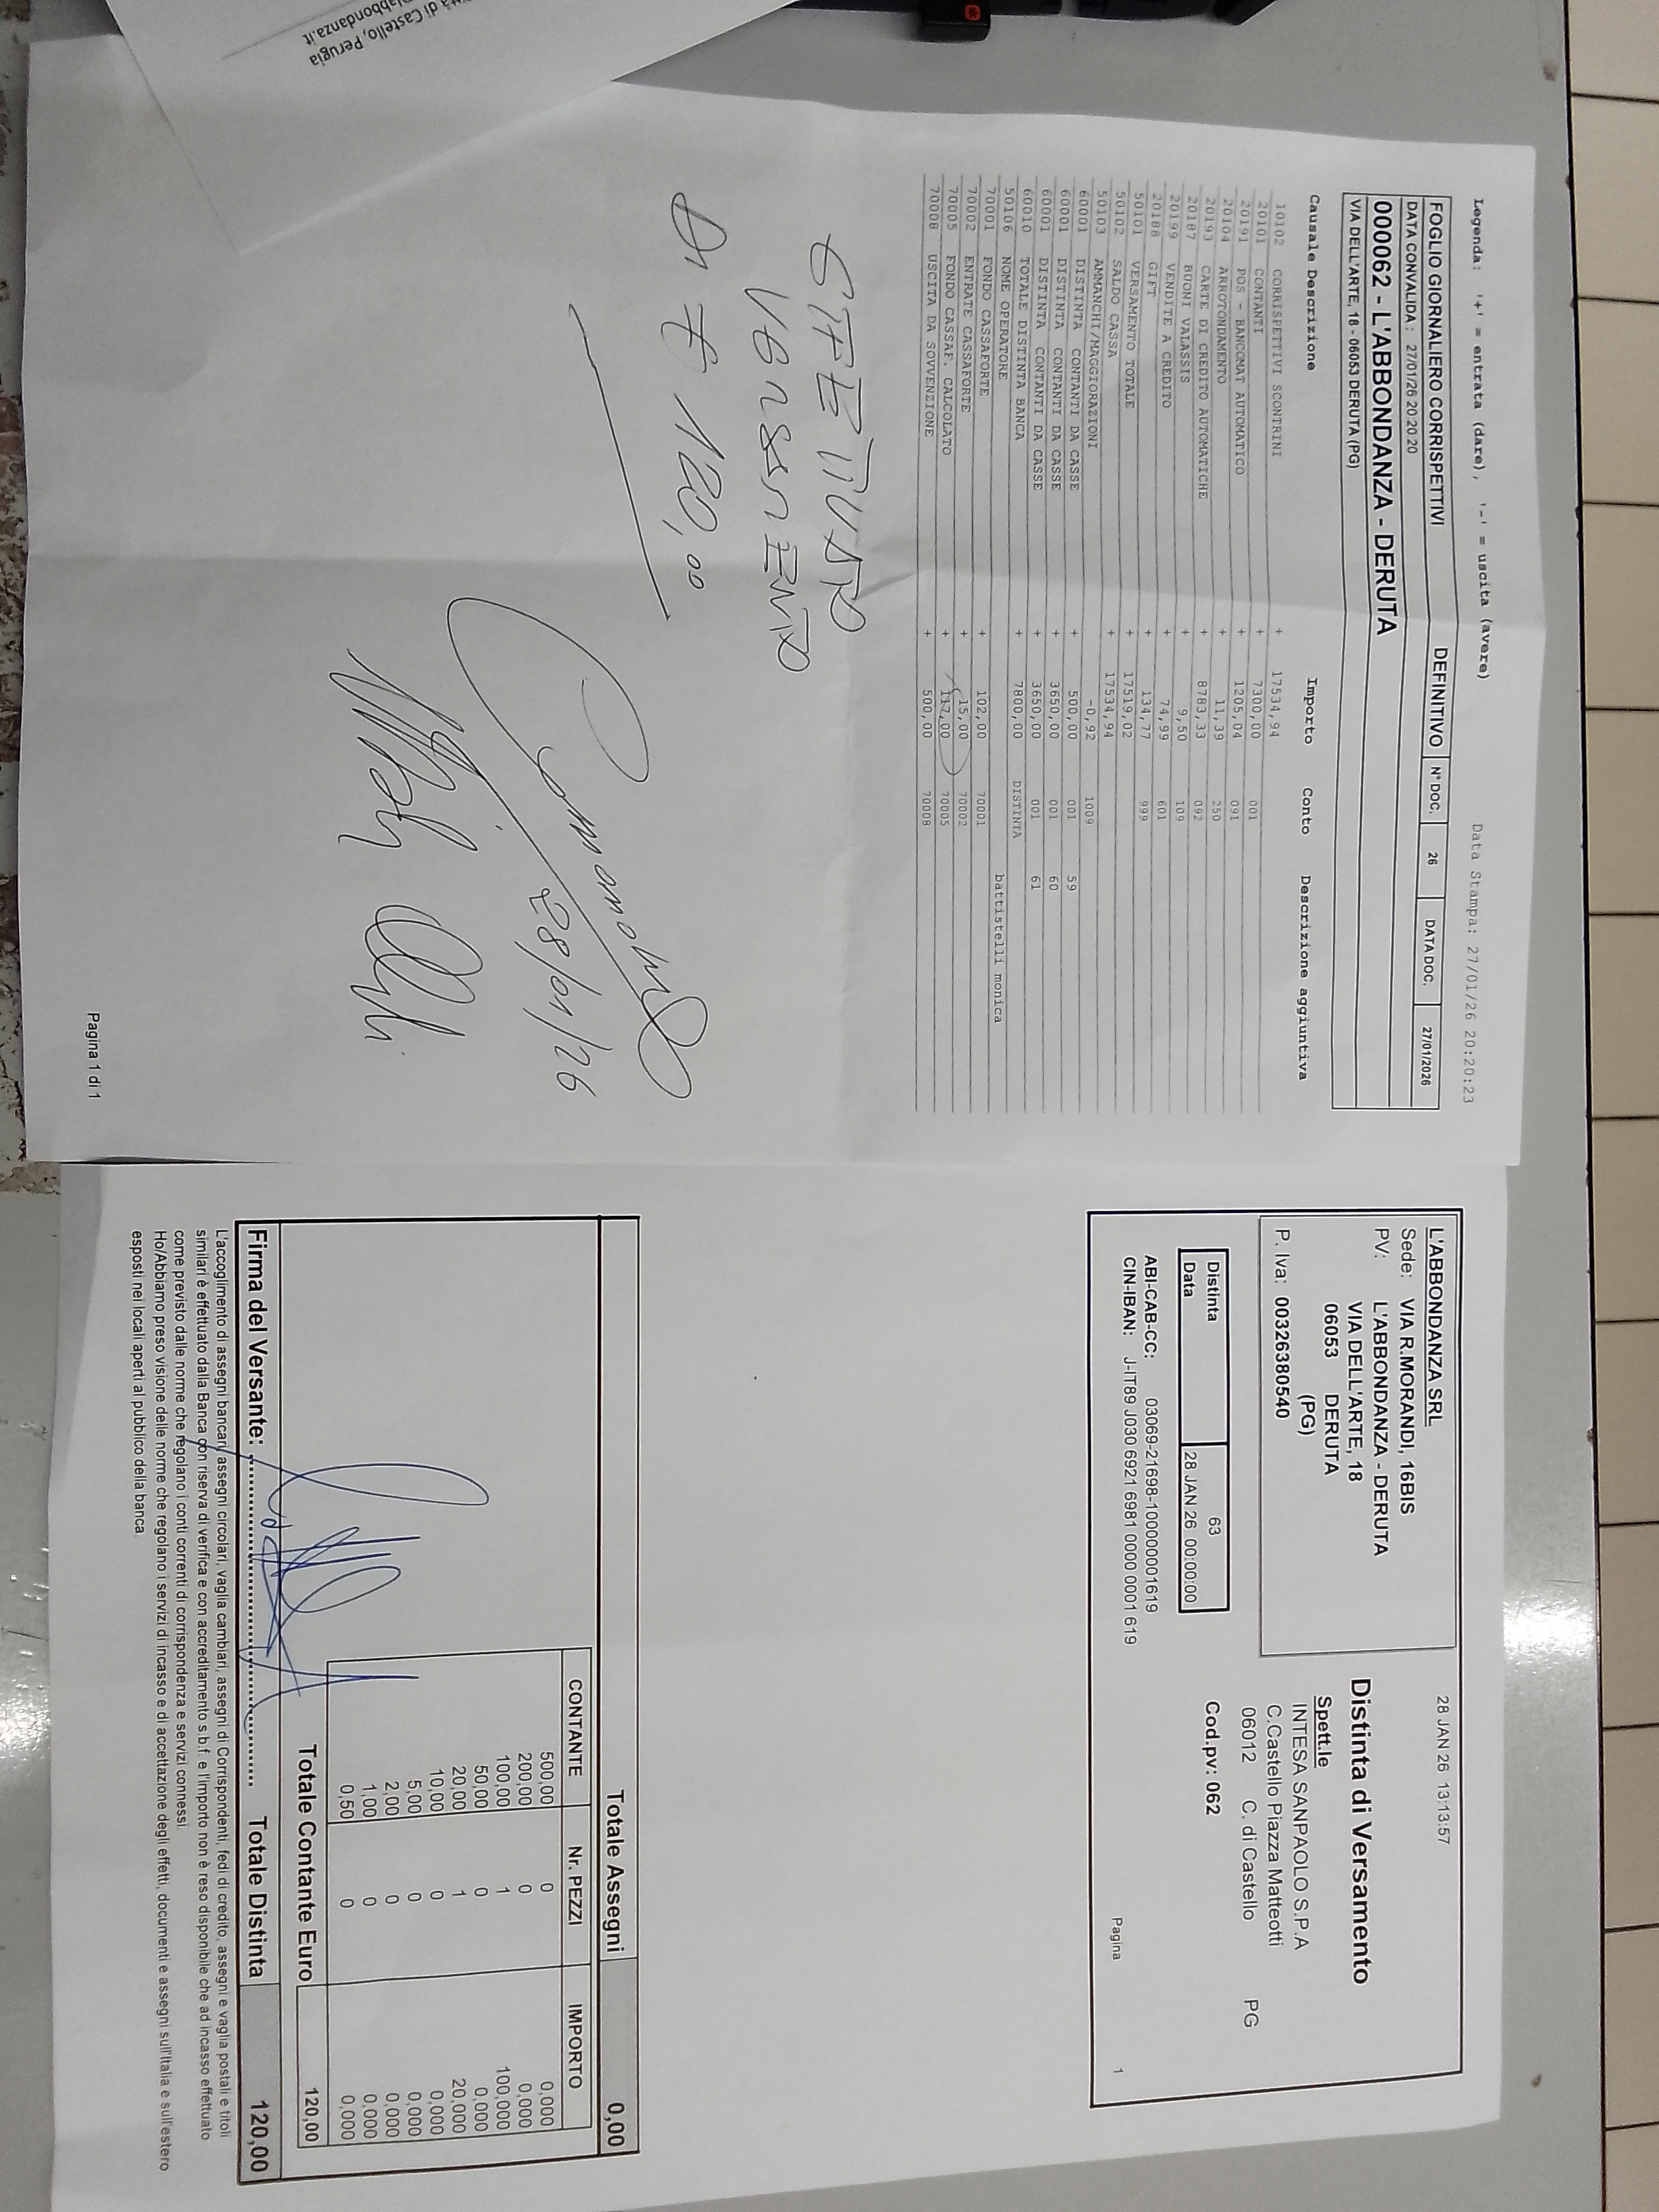 Legenda: '+' = entrata (dare), '-' = uscita (avere) Data Stampa: 27/01/26 20:20:23
FOGLIO GIORNALIERO CORRISPETTIVI DEFINITIVO N° DOC. 26 DATA DOC. 27/01/2026
DATA CONVALIDA : 27/01/26 20.20.20
000062 - L'ABBONDANZA - DERUTA
VIA DELL'ARTE, 18 - 06053 DERUTA (PG)
Causale Descrizione Importo Conto Descrizione aggiuntiva
10102 CORRISPETTIVI SCONTRINI + 17534,94
20101 CONTANTI + 7300,00 001
20191 POS - BANCOMAT AUTOMATICO + 1205,04 091
20104 ARROTONDAMENTO + 11,39 250
20193 CARTE DI CREDITO AUTOMATICHE + 8783,33 092
20187 BUONI VALASSIS + 9,50 109
20199 VENDITE A CREDITO + 74,99 601
20188 GIFT + 134,77 999
50101 VERSAMENTO TOTALE + 17519,02
50102 SALDO CASSA + 17534,94
50103 AMMANCHI/MAGGIORAZIONI -0,92 1009
60001 DISTINTA CONTANTI DA CASSE + 500,00 001 59
60001 DISTINTA CONTANTI DA CASSE + 3650,00 001 60
60001 DISTINTA CONTANTI DA CASSE + 3650,00 001 61
60010 TOTALE DISTINTA BANCA + 7800,00 DISTINTA
50106 NOME OPERATORE battistelli monica
70001 FONDO CASSAFORTE + 102,00 70001
70002 ENTRATE CASSAFORTE + 15,00 70002
70005 FONDO CASSAF. CALCOLATO + 117,00 70005
70008 USCITA DA SOVVENZIONE + 500,00 70008
VERSAMENTO
DI € 120,00
28/01/26
Pagina 1 di 1
tà di Castello, Perugia
abbondanza.it
28 JAN 26 13:13:57
L'ABBONDANZA SRL
Sede: VIA R.MORANDI, 16BIS
PV: L'ABBONDANZA - DERUTA
VIA DELL'ARTE, 18
06053 DERUTA
(PG)
P. Iva: 00326380540
Distinta di Versamento
Spett.le
INTESA SANPAOLO S.P.A
C.Castello Piazza Matteotti
06012 C. di Castello PG
Distinta 63
Data 28 JAN 26 00:00:00
Cod.pv: 062
ABI-CAB-CC: 03069-21698-100000001619
CIN-IBAN: J-IT89 J030 6921 6981 0000 0001 619
Pagina 1
Totale Assegni 0,00
CONTANTE Nr. PEZZI IMPORTO
500,00 0 0,000
200,00 0 0,000
100,00 1 100,000
50,00 0 0,000
20,00 1 20,000
10,00 0 0,000
5,00 0 0,000
2,00 0 0,000
1,00 0 0,000
0,50 0 0,000
Totale Contante Euro 120,00
Firma del Versante: Totale Distinta 120,00
L'accoglimento di assegni bancari, assegni circolari, vaglia cambiari, assegni di Corrispondenti, fedi di credito, assegni e vaglia postali e titoli
similari è effettuato dalla Banca con riserva di verifica e con accreditamento s.b.f. e l'importo non è reso disponibile che ad incasso effettuato
come previsto dalle norme che regolano i conti correnti di corrispondenza e servizi connessi.
Ho/Abbiamo preso visione delle norme che regolano i servizi di incasso e di accettazione degli effetti, documenti e assegni sull'Italia e sull'estero
esposti nei locali aperti al pubblico della banca.